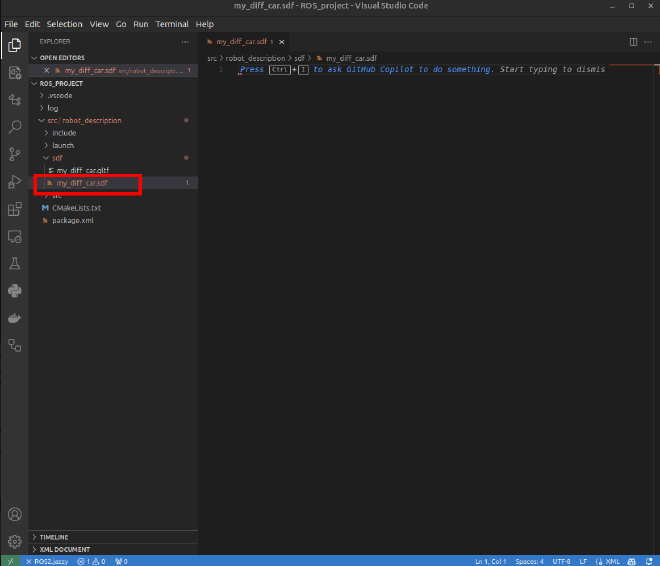 my_diff_car.sdf - ROS_project - Visual Studio Code
File Edit Selection View Go Run Terminal Help
EXPLORER
OPEN EDITORS
my_diff_car.sdf src/robot_descripti... 1
ROS_PROJECT
.vscode
log
src/robot_description
include
launch
sdf
my_diff_car.gltf
my_diff_car.sdf 1
src
CMakeLists.txt
package.xml
TIMELINE
XML DOCUMENT
my_diff_car.sdf 1
src > robot_description > sdf > my_diff_car.sdf
1 Press Ctrl+I to ask GitHub Copilot to do something. Start typing to dismis
ROS2.jazzy 1 0 0 Ln 1, Col 1 Spaces: 4 UTF-8 LF XML